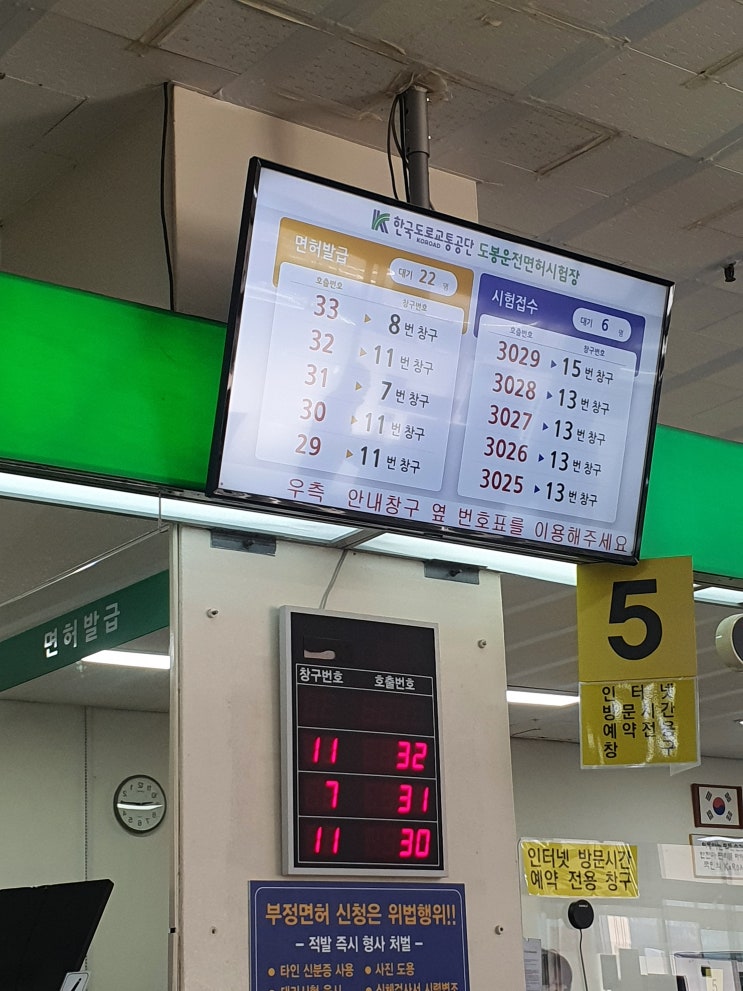 한국도로교통공단 도봉운전면허시험장
KOROAD
면허발급
대기 22 명
호출번호 창구번호
33 8 번 창구
32 11 번 창구
31 7 번 창구
30 11 번 창구
29 11 번 창구
시험접수
대기 6 명
호출번호 창구번호
3029 15 번 창구
3028 13 번 창구
3027 13 번 창구
3026 13 번 창구
3025 13 번 창구
우측 안내창구 옆 번호표를 이용해주세요
면허발급
창구번호 호출번호
11 32
7 31
11 30
5
인터넷
방문시간
예약전용
창구
인터넷 방문시간
예약 전용 창구
부정면허 신청은 위법행위!!
– 적발 즉시 형사 처벌 –
● 타인 신분증 사용 ● 사진 도용
5